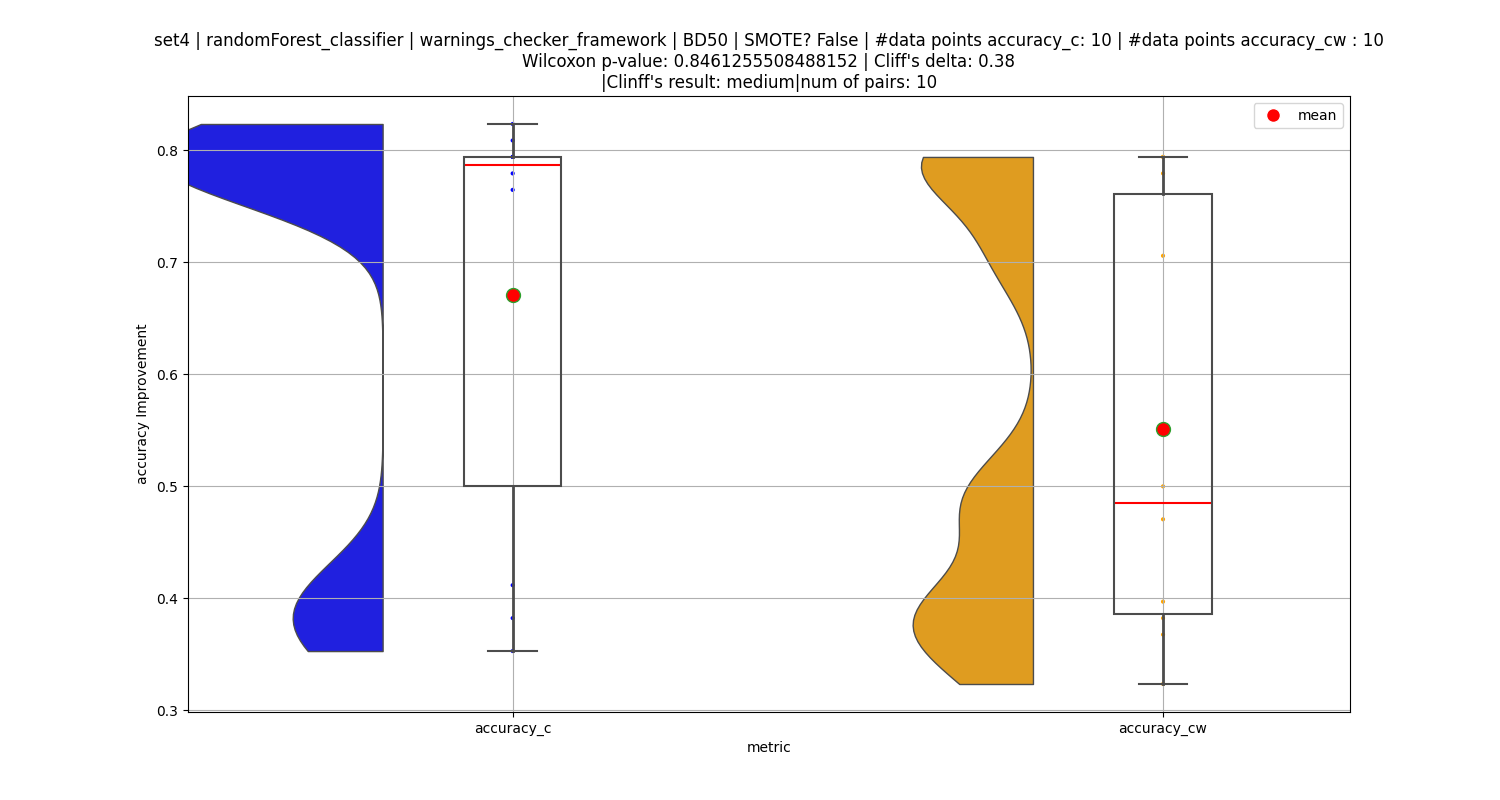 set4 | randomForest_classifier | warnings_checker_framework | BD50 | SMOTE? False | #data points accuracy_c: 10 | #data points accuracy_cw : 10
Wilcoxon p-value: 0.8461255508488152 | Cliff's delta: 0.38
|Clinff's result: medium|num of pairs: 10
mean
0.8
0.7
0.6
0.5
0.4
0.3
accuracy Improvement
accuracy_c
accuracy_cw
metric